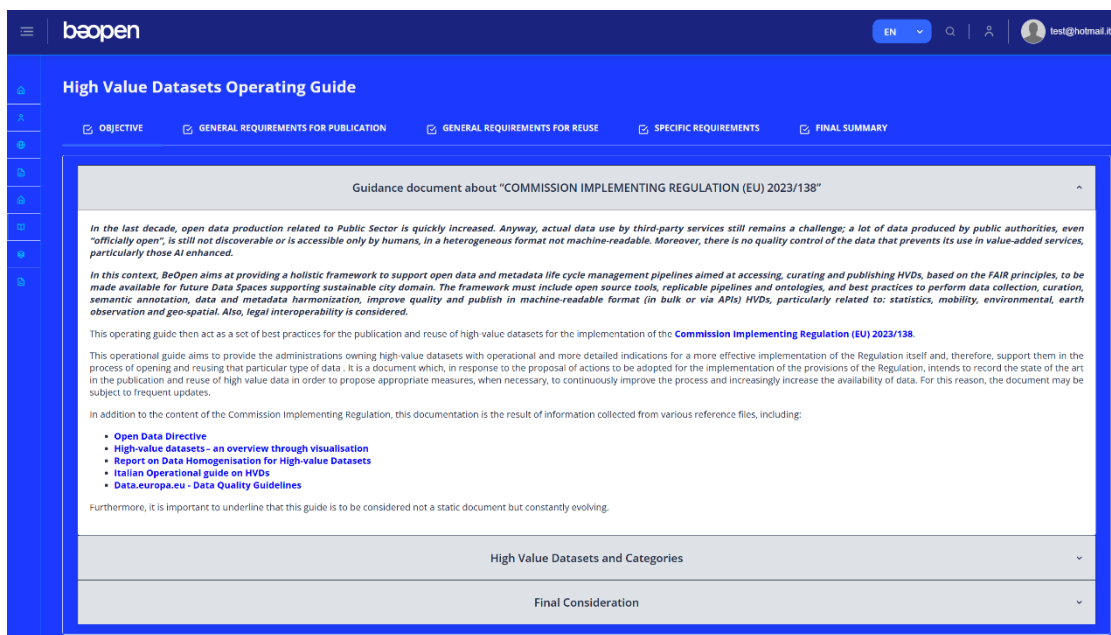 beopen
EN
test@hotmail.it
High Value Datasets Operating Guide
OBJECTIVE
GENERAL REQUIREMENTS FOR PUBLICATION
GENERAL REQUIREMENTS FOR REUSE
SPECIFIC REQUIREMENTS
FINAL SUMMARY
Guidance document about "COMMISSION IMPLEMENTING REGULATION (EU) 2023/138"
In the last decade, open data production related to Public Sector is quickly increased. Anyway, actual data use by third-party services still remains a challenge; a lot of data produced by public authorities, even
"officially open", is still not discoverable or is accessible only by humans, in a heterogeneous format not machine-readable. Moreover, there is no quality control of the data that prevents its use in value-added services,
particularly those AI enhanced.
In this context, BeOpen aims at providing a holistic framework to support open data and metadata life cycle management pipelines aimed at accessing, curating and publishing HVDs, based on the FAIR principles, to be
made available for future Data Spaces supporting sustainable city domain. The framework must include open source tools, replicable pipelines and ontologies, and best practices to perform data collection, curation,
semantic annotation, data and metadata harmonization, improve quality and publish in machine-readable format (in bulk or via APIs) HVDs, particularly related to: statistics, mobility, environmental, earth
observation and geo-spatial. Also, legal interoperability is considered.
This operating guide then act as a set of best practices for the publication and reuse of high-value datasets for the implementation of the Commission Implementing Regulation (EU) 2023/138.
This operational guide aims to provide the administrations owning high-value datasets with operational and more detailed indications for a more effective implementation of the Regulation itself and, therefore, support them in the
process of opening and reusing that particular type of data . It is a document which, in response to the proposal of actions to be adopted for the implementation of the provisions of the Regulation, intends to record the state of the art
in the publication and reuse of high value data in order to propose appropriate measures, when necessary, to continuously improve the process and increasingly increase the availability of data. For this reason, the document may be
subject to frequent updates.
In addition to the content of the Commission Implementing Regulation, this documentation is the result of information collected from various reference files, including:
• Open Data Directive
• High-value datasets – an overview through visualisation
• Report on Data Homogenisation for High-value Datasets
• Italian Operational guide on HVDs
• Data.europa.eu - Data Quality Guidelines
Furthermore, it is important to underline that this guide is to be considered not a static document but constantly evolving.
High Value Datasets and Categories
Final Consideration